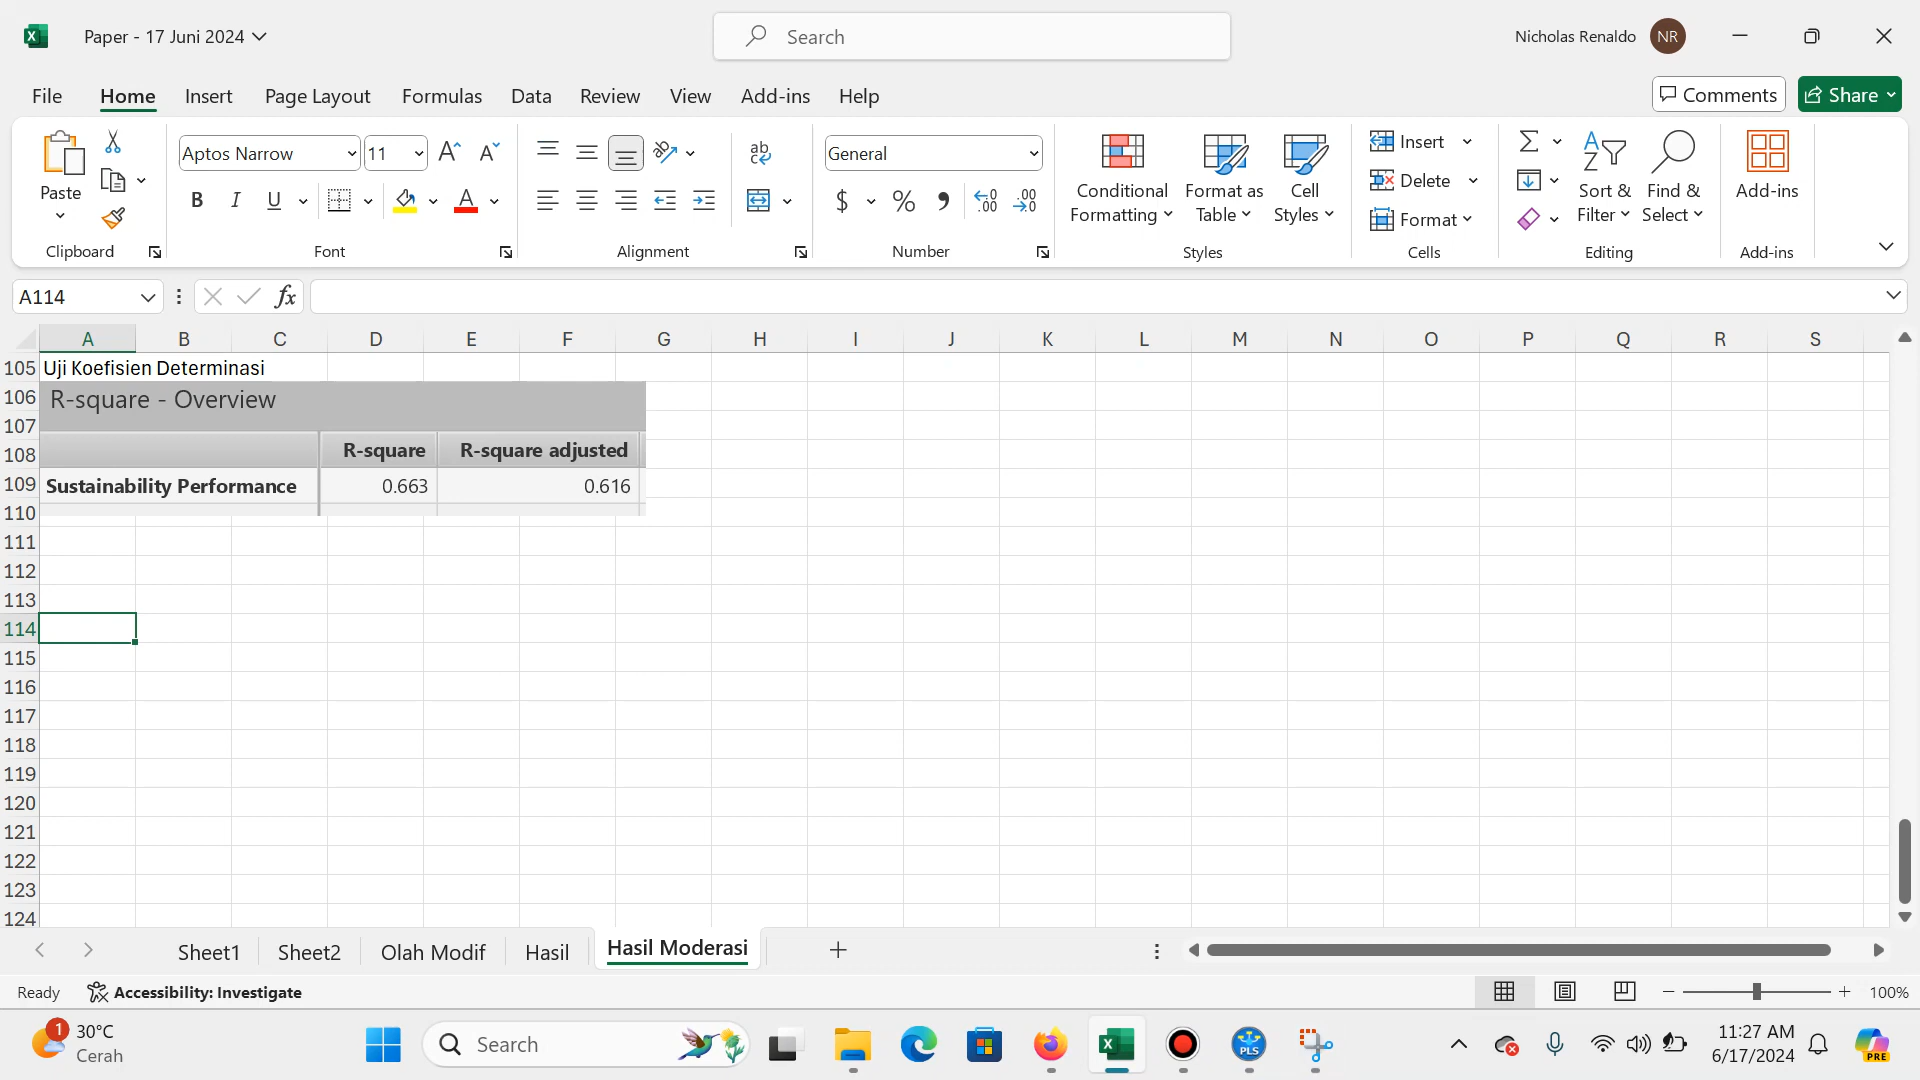 Paper - 17 Juni 2024
Search
Nicholas Renaldo
NR
File
Home
Insert
Page Layout
Formulas
Data
Review
View
Add-ins
Help
Comments
Share
Paste
Clipboard
Aptos Narrow
11
B
I
U
Font
ab
Alignment
General
$
%
Number
Conditional
Formatting
Format as
Table
Cell
Styles
Styles
Insert
Delete
Format
Cells
Sort &
Filter
Find &
Select
Editing
Add-ins
Add-ins
A114
fx
A B C D E F G H I J K L M N O P Q R S
105 Uji Koefisien Determinasi
106 R-square - Overview
107
108 R-square R-square adjusted
109 Sustainability Performance 0.663 0.616
110
111
112
113
114
115
116
117
118
119
120
121
122
123
124
Sheet1
Sheet2
Olah Modif
Hasil
Hasil Moderasi
Ready
Accessibility: Investigate
100%
1
30°C
Cerah
Search
PLS
11:27 AM
6/17/2024
PRE